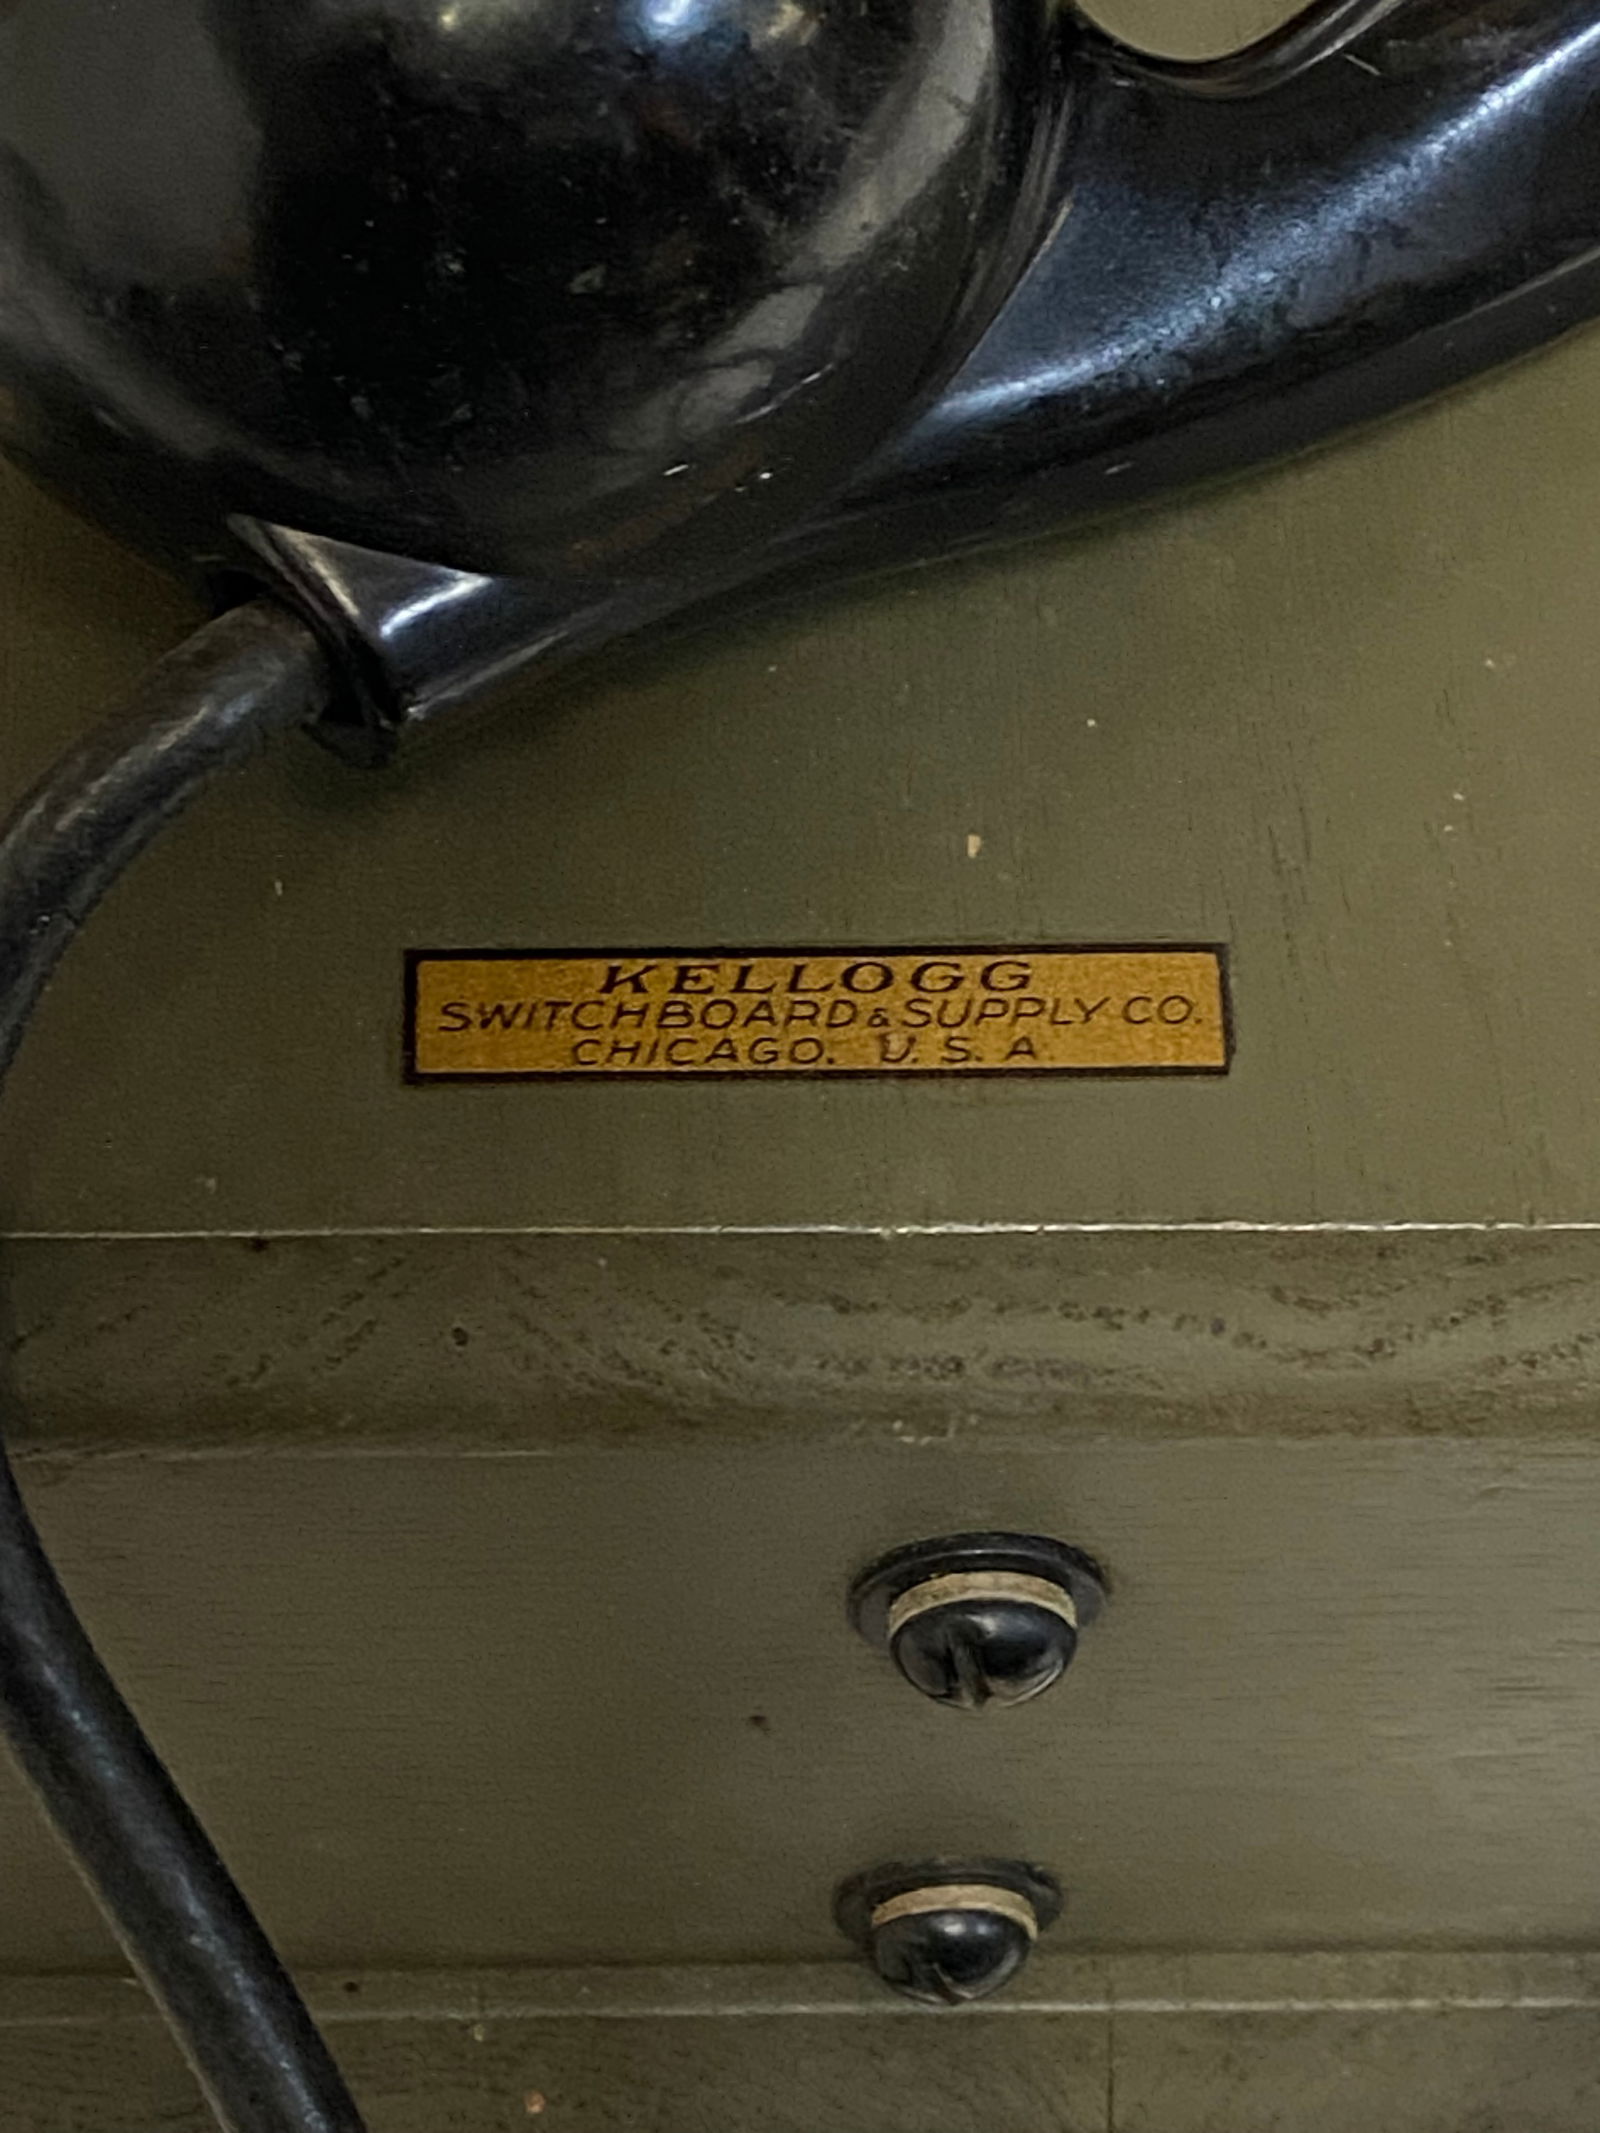 KELLOGG
SWITCHBOARD & SUPPLY CO.
CHICAGO. U. S. A